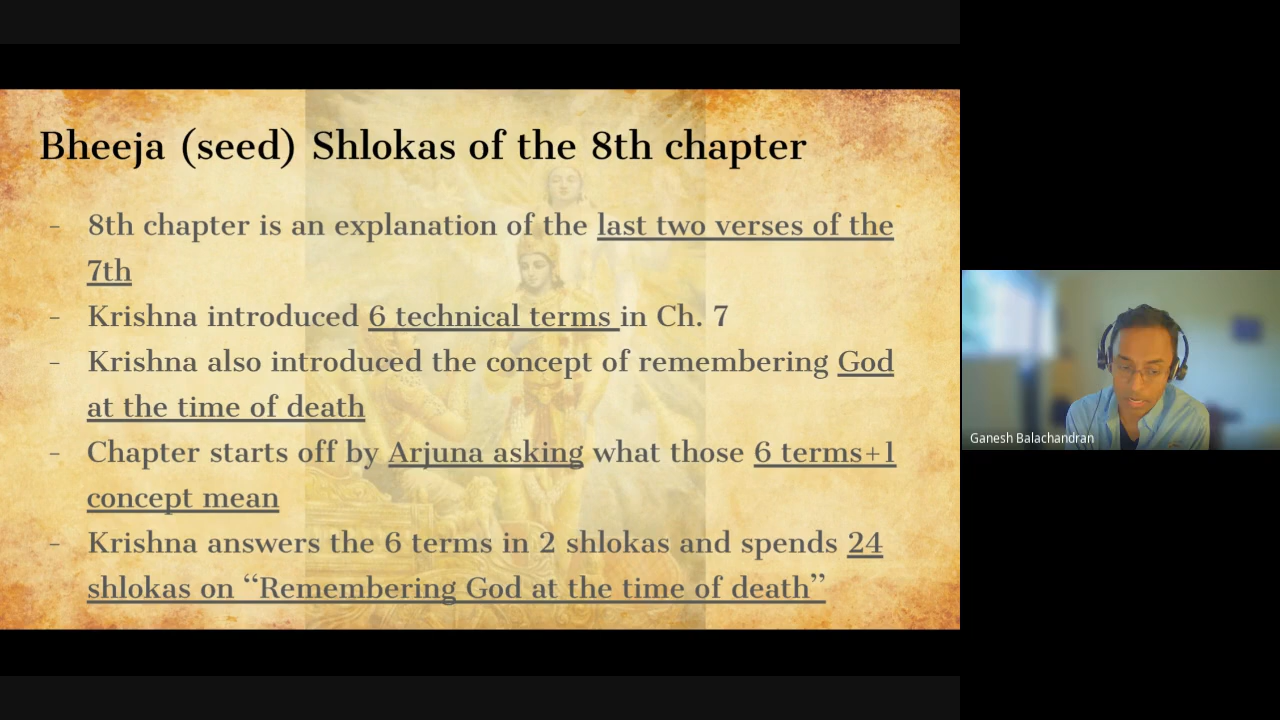 Bheeja (seed) Shlokas of the 8th chapter
- 8th chapter is an explanation of the last two verses of the
7th
- Krishna introduced 6 technical terms in Ch. 7
- Krishna also introduced the concept of remembering God
at the time of death
- Chapter starts off by Arjuna asking what those 6 terms+1
concept mean
- Krishna answers the 6 terms in 2 shlokas and spends 24
shlokas on “Remembering God at the time of death”
Ganesh Balachandran